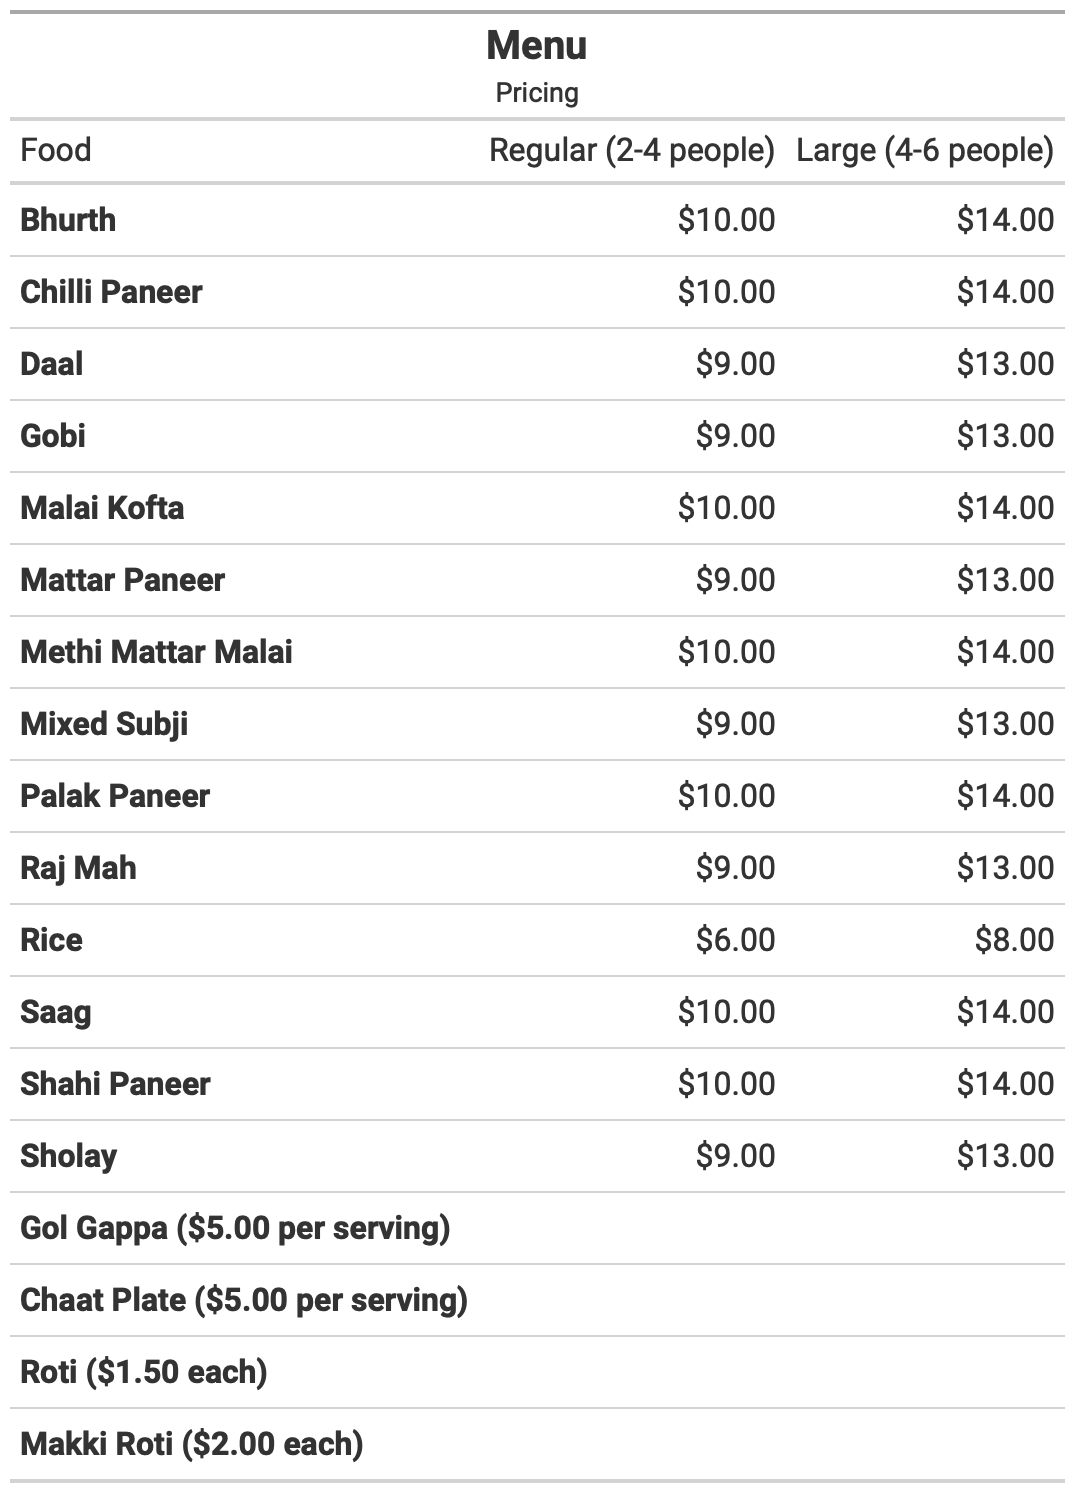 Menu
Pricing
Food Regular (2-4 people) Large (4-6 people)
Bhurth $10.00 $14.00
Chilli Paneer $10.00 $14.00
Daal $9.00 $13.00
Gobi $9.00 $13.00
Malai Kofta $10.00 $14.00
Mattar Paneer $9.00 $13.00
Methi Mattar Malai $10.00 $14.00
Mixed Subji $9.00 $13.00
Palak Paneer $10.00 $14.00
Raj Mah $9.00 $13.00
Rice $6.00 $8.00
Saag $10.00 $14.00
Shahi Paneer $10.00 $14.00
Sholay $9.00 $13.00
Gol Gappa ($5.00 per serving)
Chaat Plate ($5.00 per serving)
Roti ($1.50 each)
Makki Roti ($2.00 each)